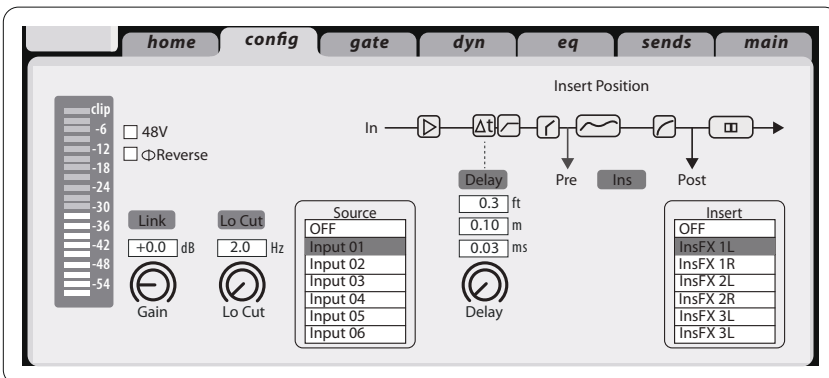 home config gate dyn eq sends main
Insert Position
clip
-6
-12
-18
-24
-30
-36
-42
-48
-54
48V
ΦReverse
In
Δt
Delay
Pre
Ins
Post
0.3 ft
0.10 m
0.03 ms
Delay
Link
+0.0 dB
Gain
Lo Cut
2.0 Hz
Lo Cut
Source
OFF
Input 01
Input 02
Input 03
Input 04
Input 05
Input 06
Insert
OFF
InsFX 1L
InsFX 1R
InsFX 2L
InsFX 2R
InsFX 3L
InsFX 3L